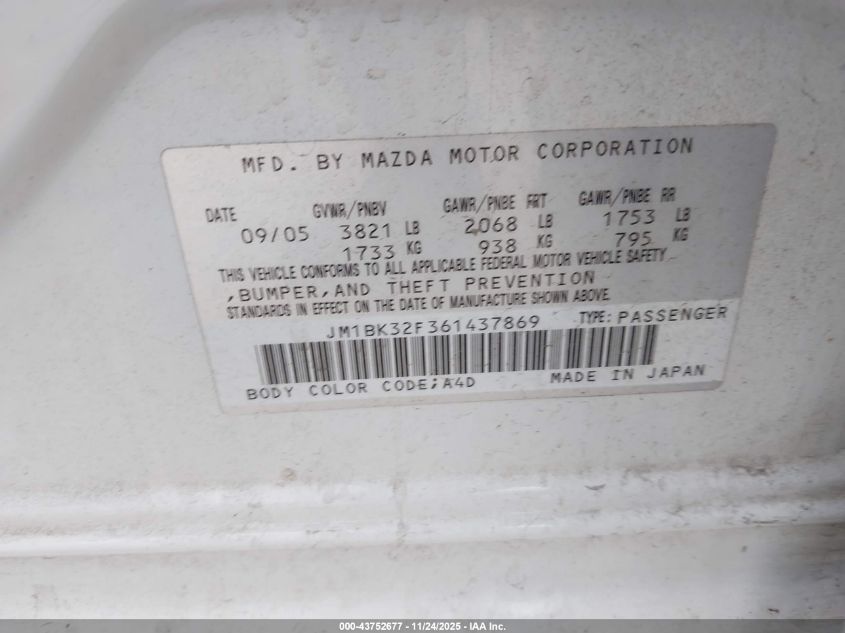 MFD. BY MAZDA MOTOR CORPORATION
DATE GVWR/PNBV GAWR/PNBE FRT GAWR/PNBE RR
09/05 3821 LB 2068 LB 1753 LB
1733 KG 938 KG 795 KG
THIS VEHICLE CONFORMS TO ALL APPLICABLE FEDERAL MOTOR VEHICLE SAFETY
,BUMPER,AND THEFT PREVENTION
STANDARDS IN EFFECT ON THE DATE OF MANUFACTURE SHOWN ABOVE.
JM1BK32F361437869 TYPE: PASSENGER
BODY COLOR CODE;A4D MADE IN JAPAN
000-43752677 - 11/24/2025 - IAA Inc.